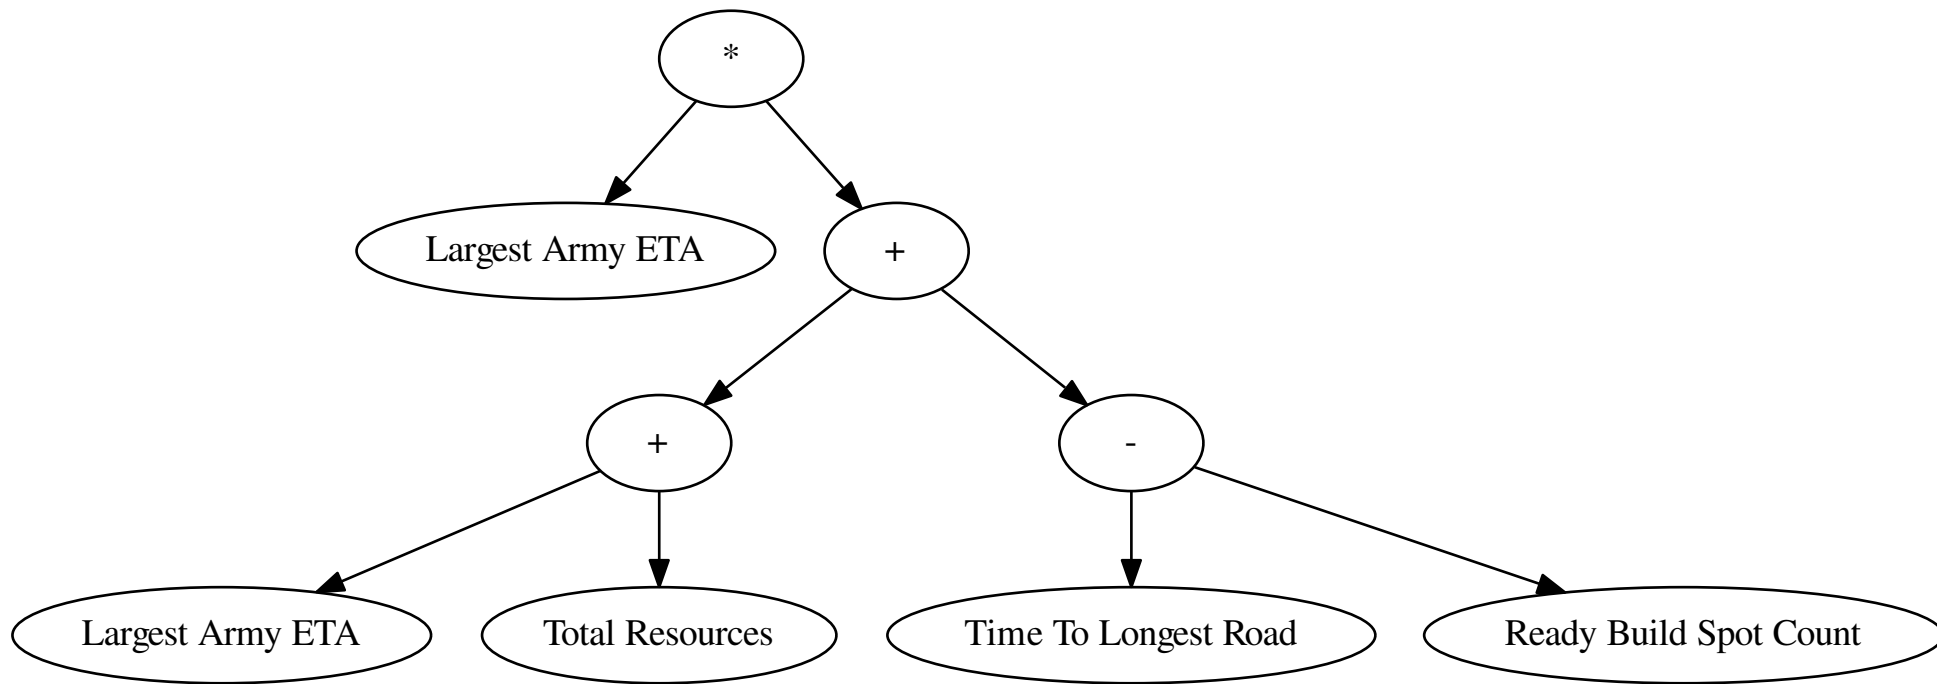 *
Largest Army ETA
+
+
-
Largest Army ETA
Total Resources
Time To Longest Road
Ready Build Spot Count